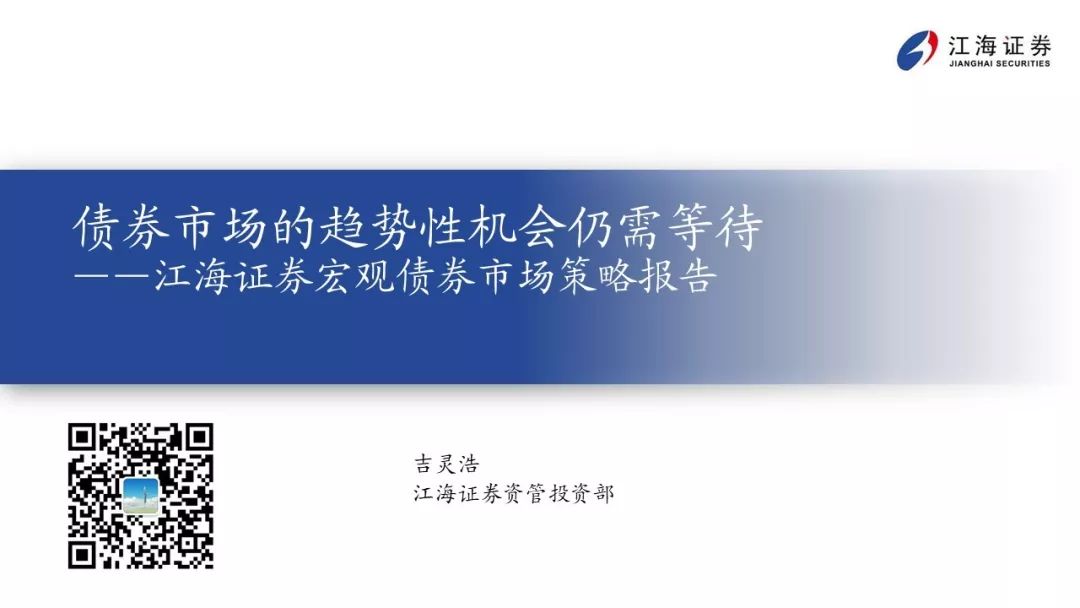 江海证券
JIANGHAI SECURITIES
债券市场的趋势性机会仍需等待
——江海证券宏观债券市场策略报告
吉灵浩
江海证券资管投资部